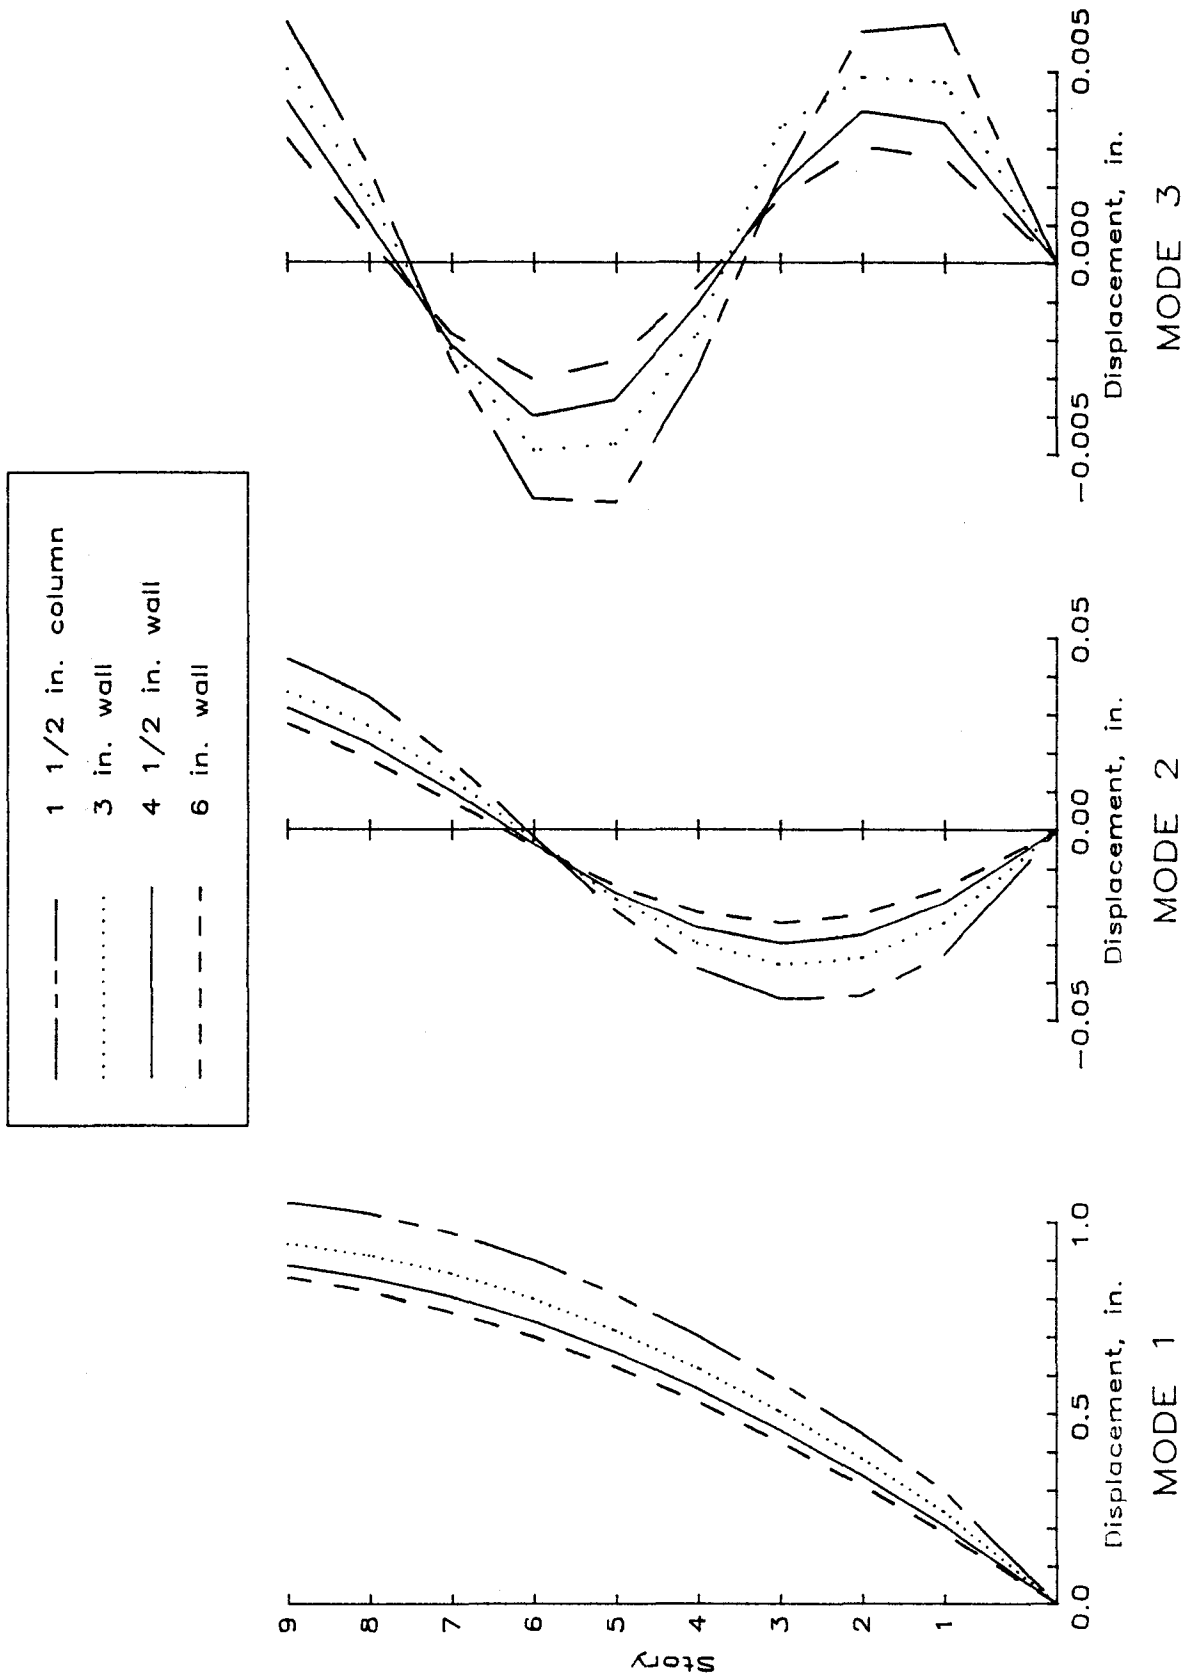 1 1/2 in. column
3 in. wall
4 1/2 in. wall
6 in. wall
Story
9
8
7
6
5
4
3
2
1
0.0 0.5 1.0
Displacement, in.
MODE 1
-0.05 0.00 0.05
Displacement, in.
MODE 2
-0.005 0.000 0.005
Displacement, in.
MODE 3